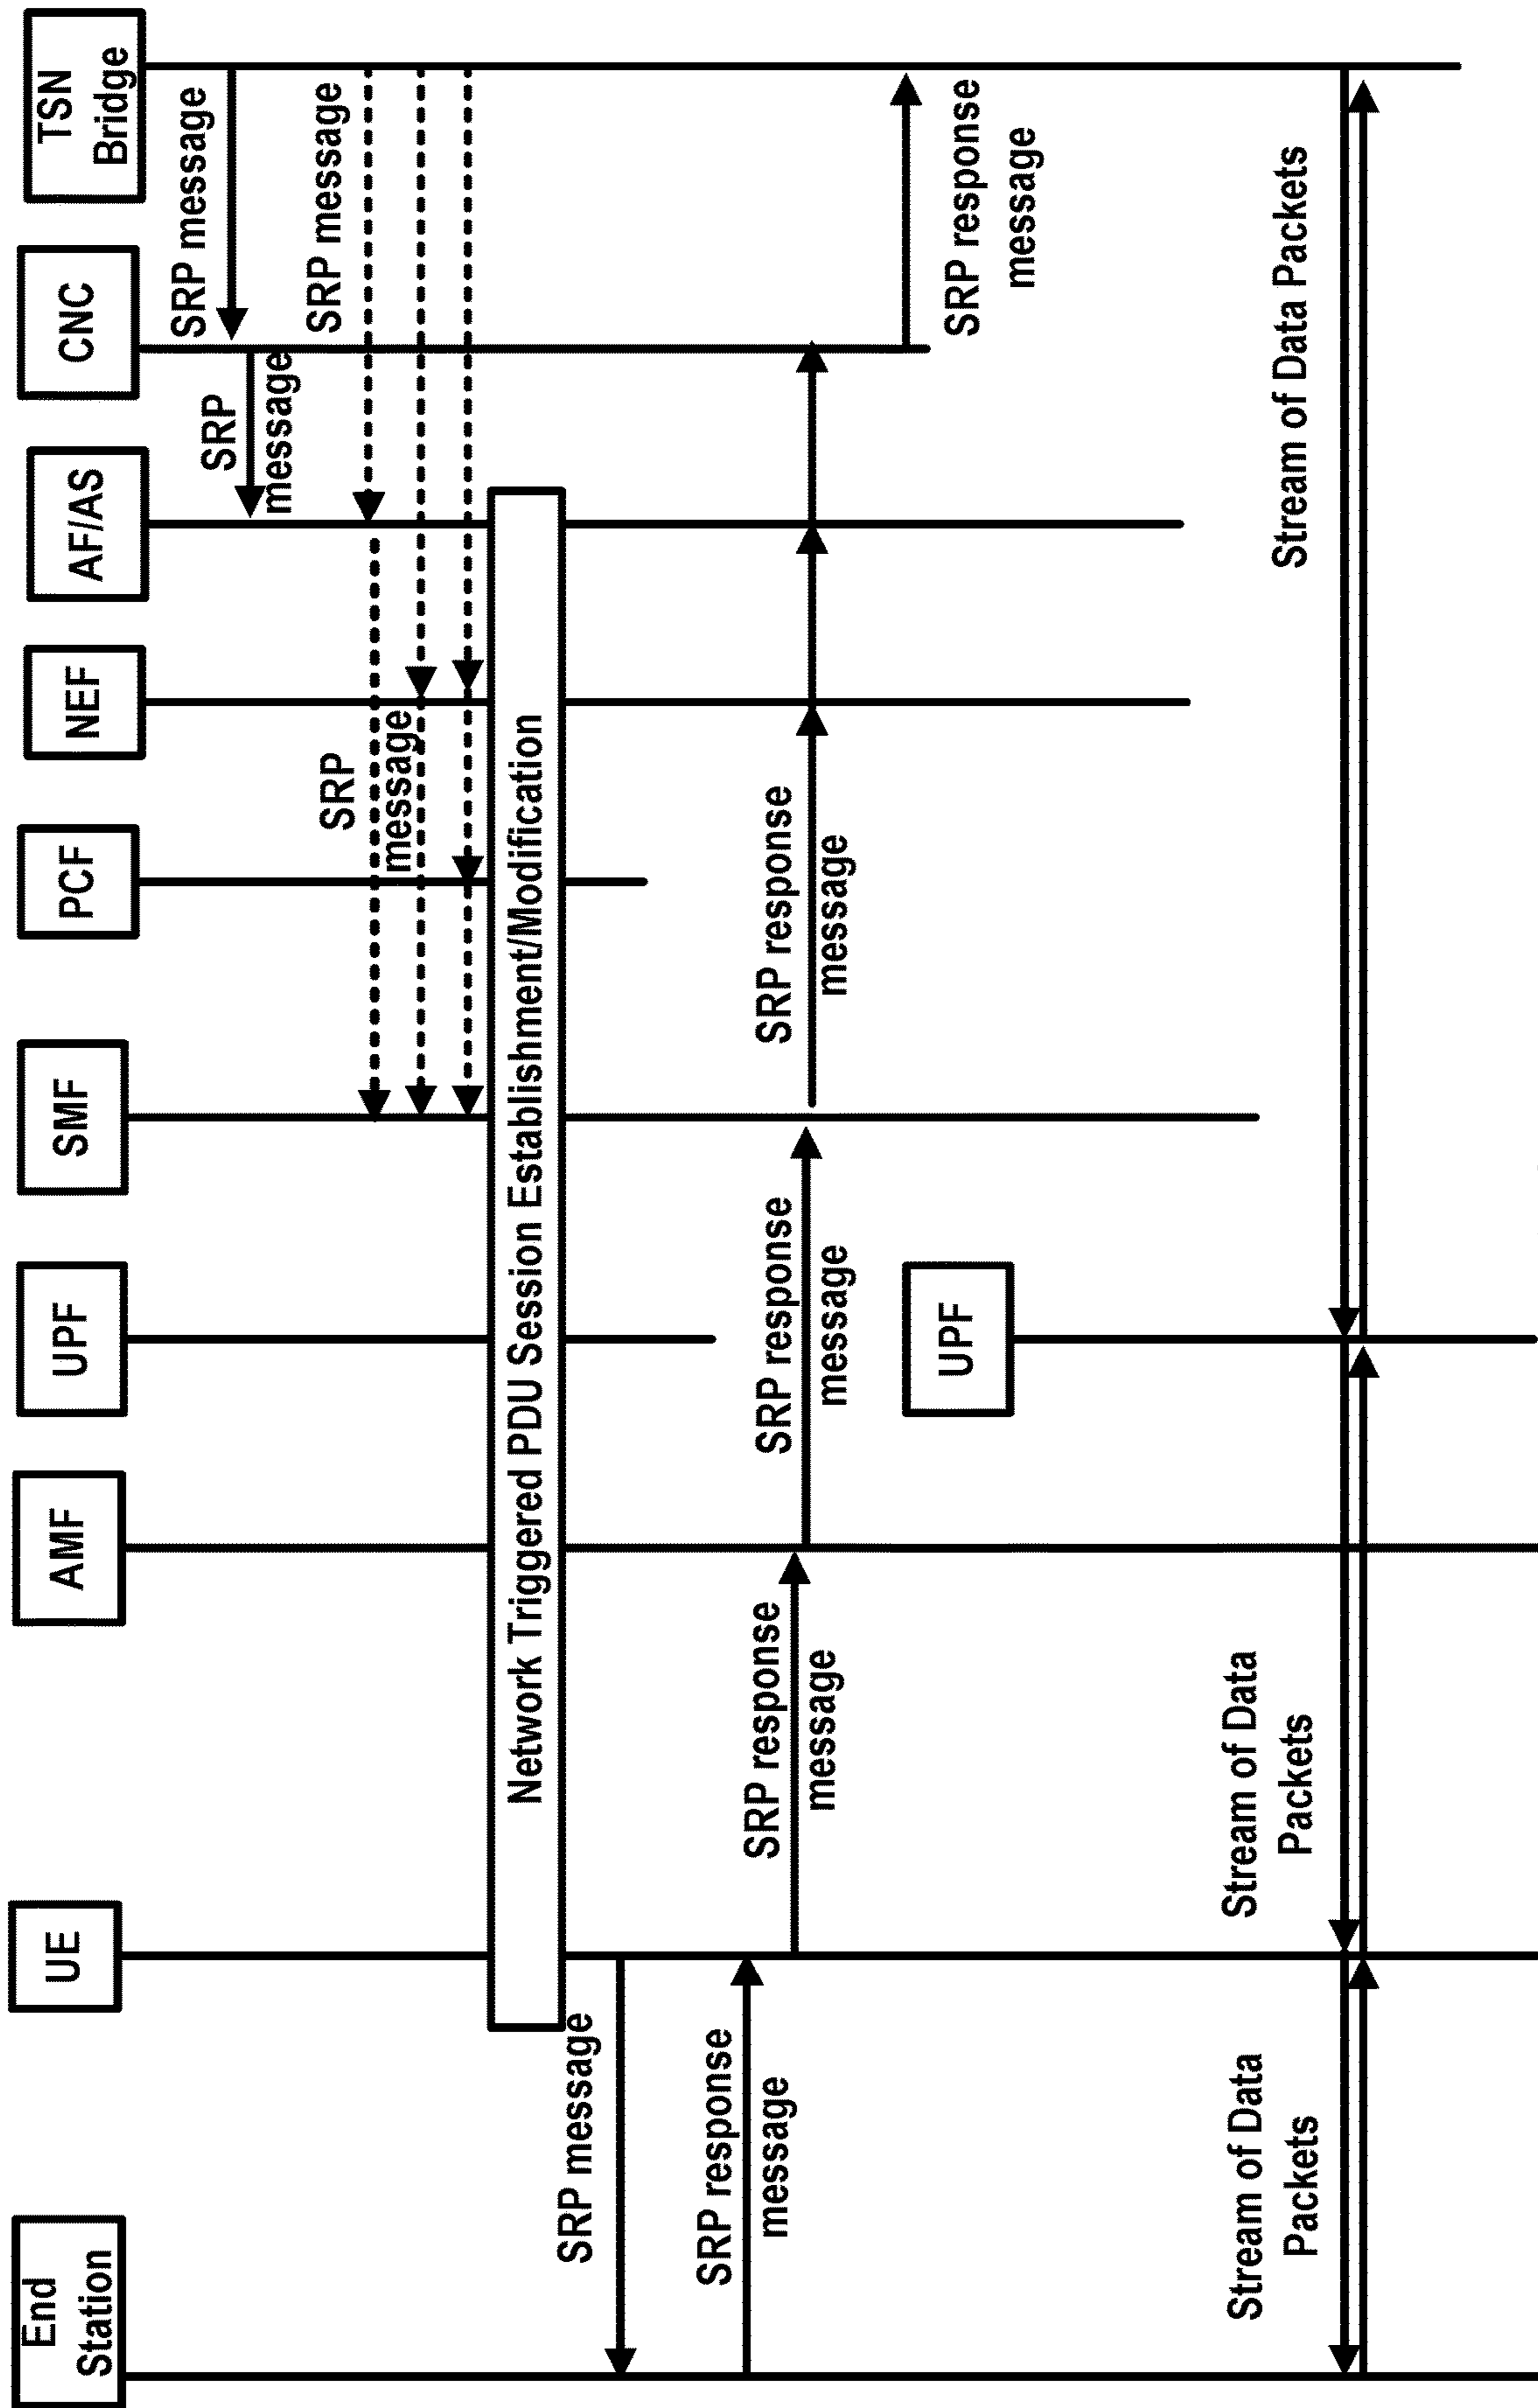 End
Station
UE
AMF
UPF
SMF
PCF
NEF
AF/AS
CNC
TSN
Bridge
SRP message
SRP
message
SRP message
SRP
message
Network Triggered PDU Session Establishment/Modification
SRP message
SRP response
message
SRP response
message
SRP response
message
SRP response
message
UPF
SRP response
message
Stream of Data
Packets
Stream of Data
Packets
Stream of Data Packets